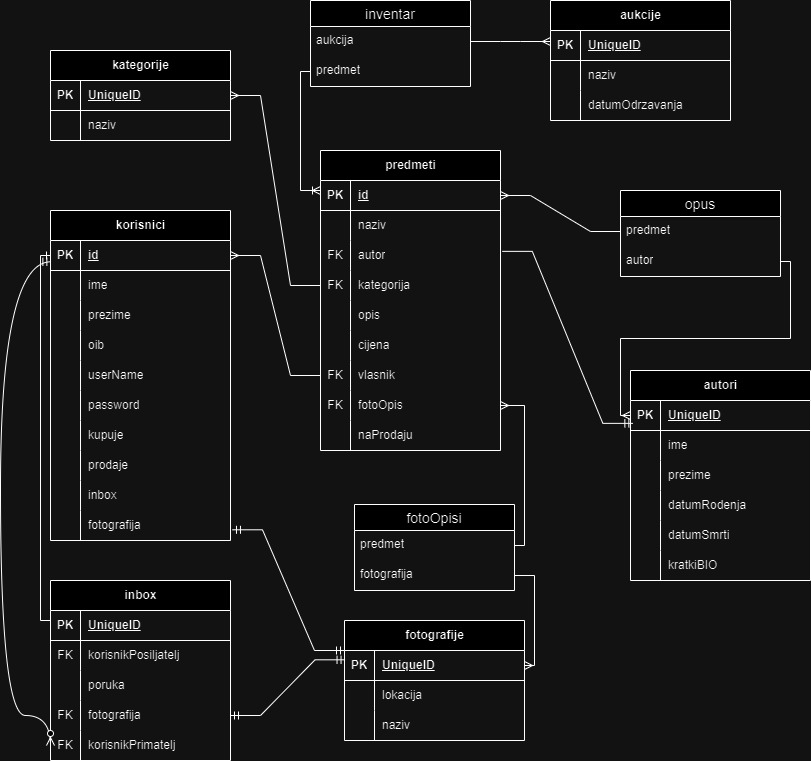 inventar
aukcija
predmet
aukcije
PK UniqueID
naziv
datumOdrzavanja
kategorije
PK UniqueID
naziv
predmeti
PK id
naziv
FK autor
FK kategorija
opis
cijena
FK vlasnik
FK fotoOpis
naProdaju
opus
predmet
autor
korisnici
PK id
ime
prezime
oib
userName
password
kupuje
prodaje
inbox
fotografija
autori
PK UniqueID
ime
prezime
datumRodenja
datumSmrti
kratkiBIO
fotoOpisi
predmet
fotografija
inbox
PK UniqueID
FK korisnikPosiljatelj
poruka
FK fotografija
FK korisnikPrimatelj
fotografije
PK UniqueID
lokacija
naziv